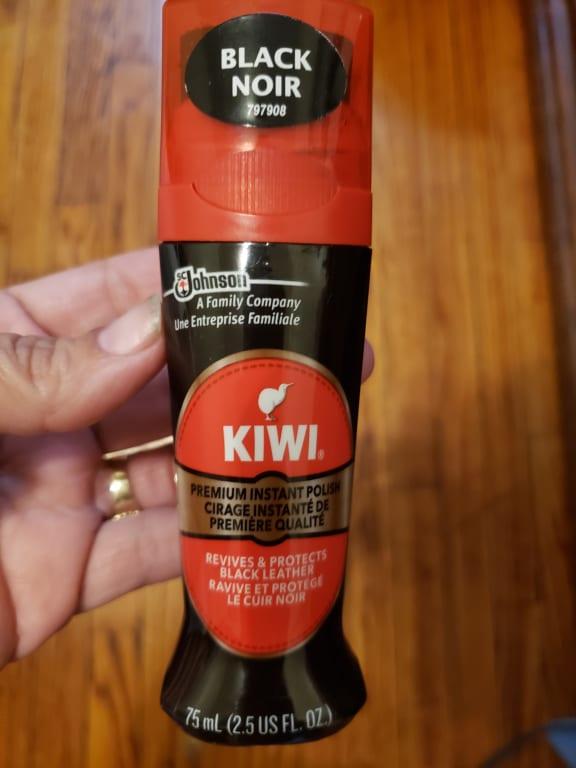 BLACK
NOIR
797908
SC Johnson
A Family Company
Une Entreprise Familiale
KIWI®
PREMIUM INSTANT POLISH
CIRAGE INSTANTÉ DE
PREMIÈRE QUALITÉ
REVIVES & PROTECTS
BLACK LEATHER
RAVIVE ET PROTÈGE
LE CUIR NOIR
75 mL (2.5 US FL. OZ.)